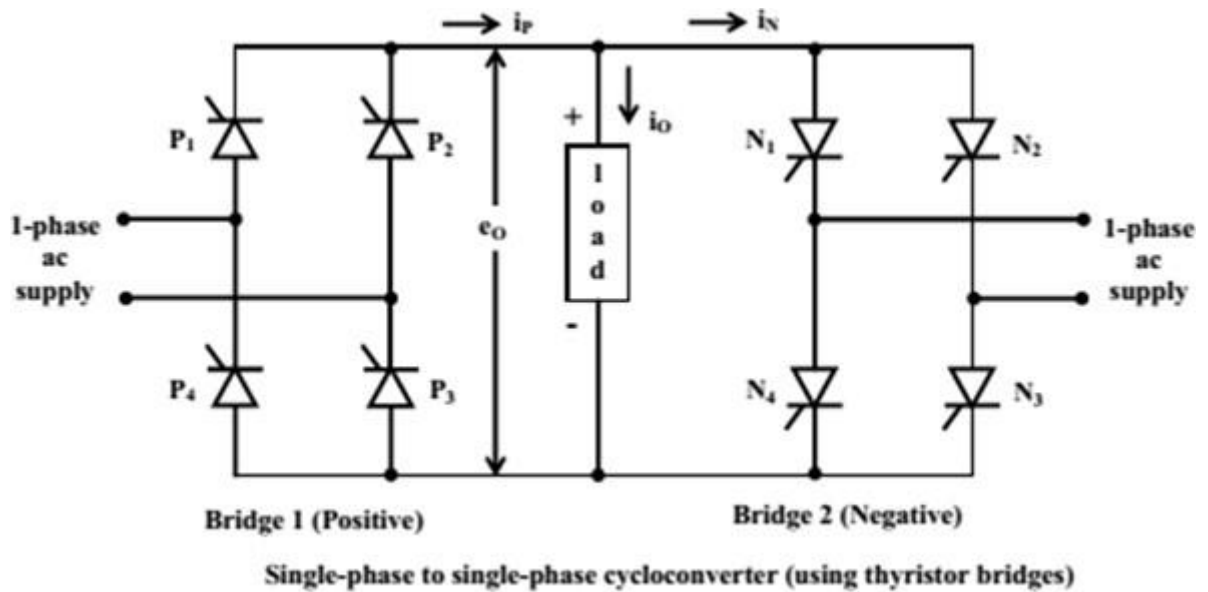 iP
iN
P1
P2
+
iO
N1
N2
1-phase
ac
supply
eO
l
o
a
d
1-phase
ac
supply
-
P4
P3
N4
N3
Bridge 1 (Positive)
Bridge 2 (Negative)
Single-phase to single-phase cycloconverter (using thyristor bridges)